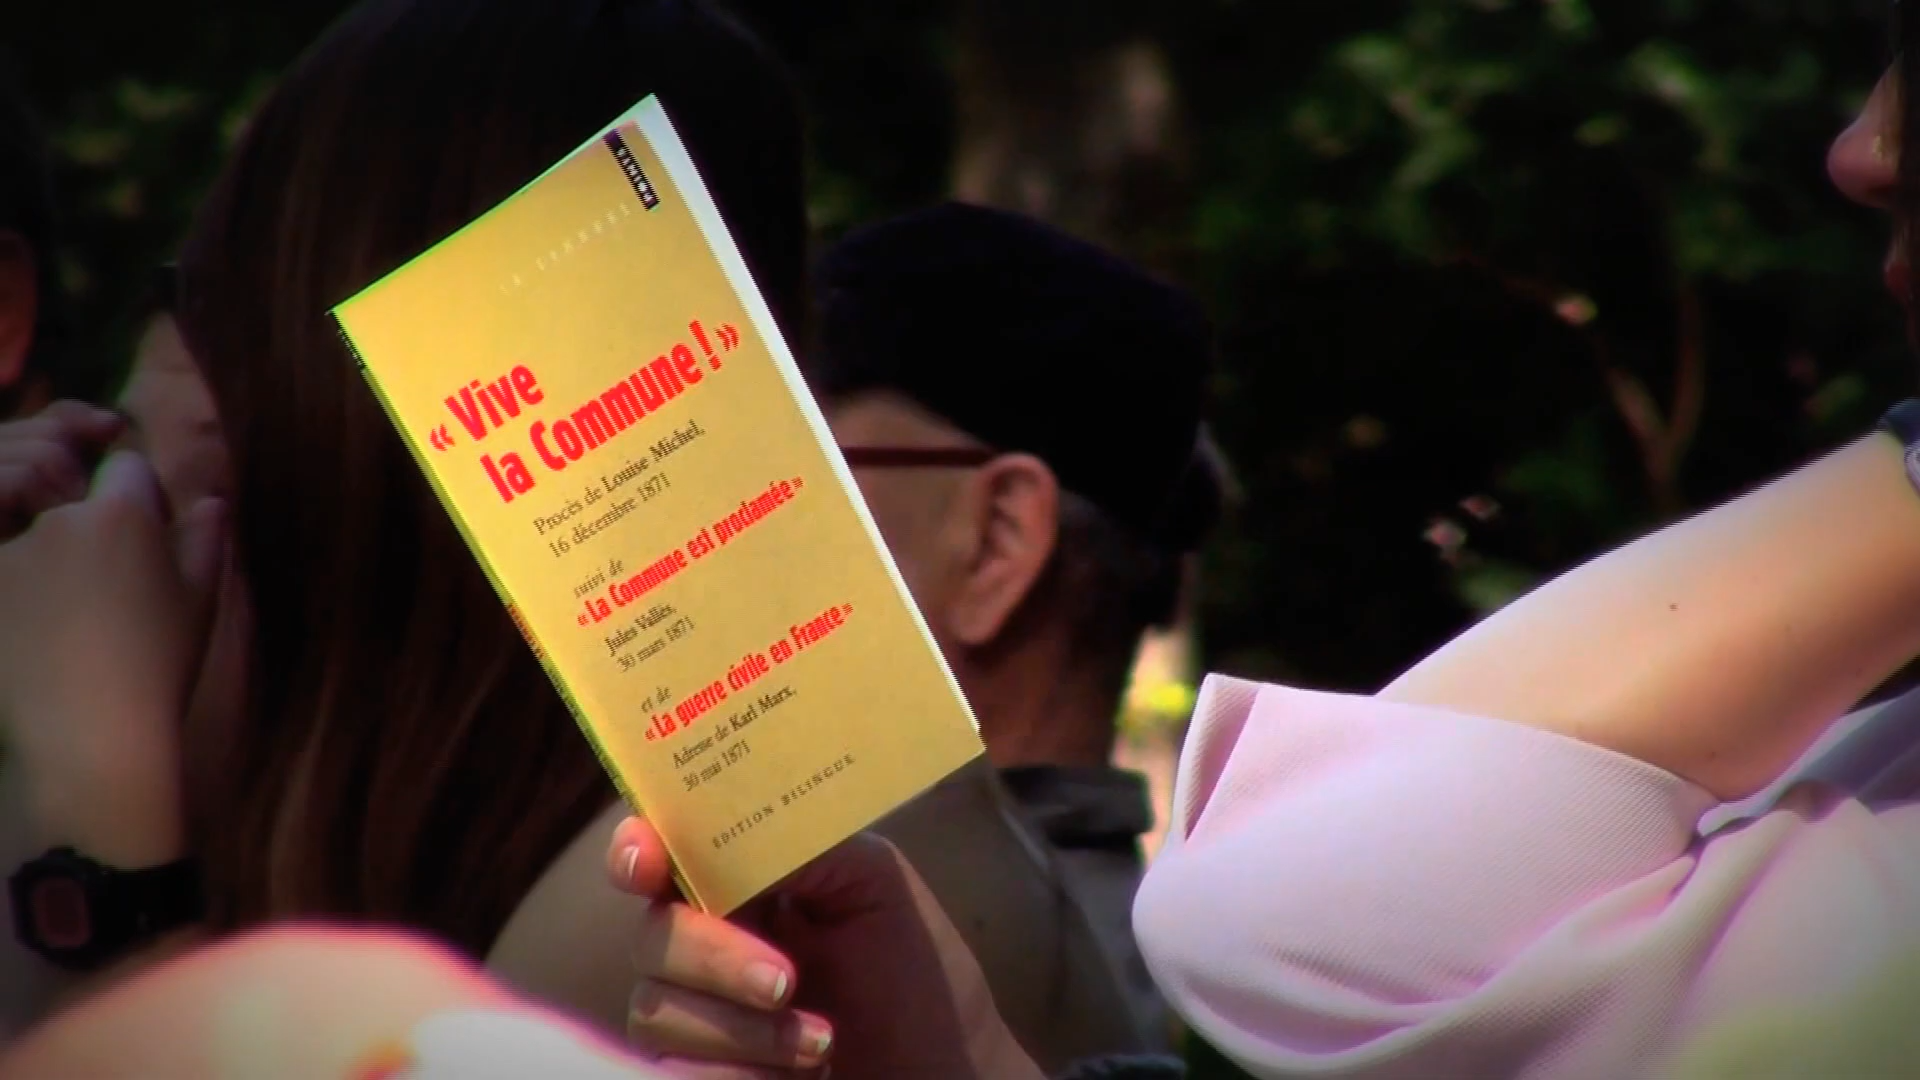 « Vive
la Commune ! »
Procès de Louise Michel,
16 décembre 1871
suivi de
« La Commune est proclamée »
Jules Vallès,
30 mars 1871
et de
« La guerre civile en France »
Adresse de Karl Marx,
30 mai 1871
EDITION BILINGUE